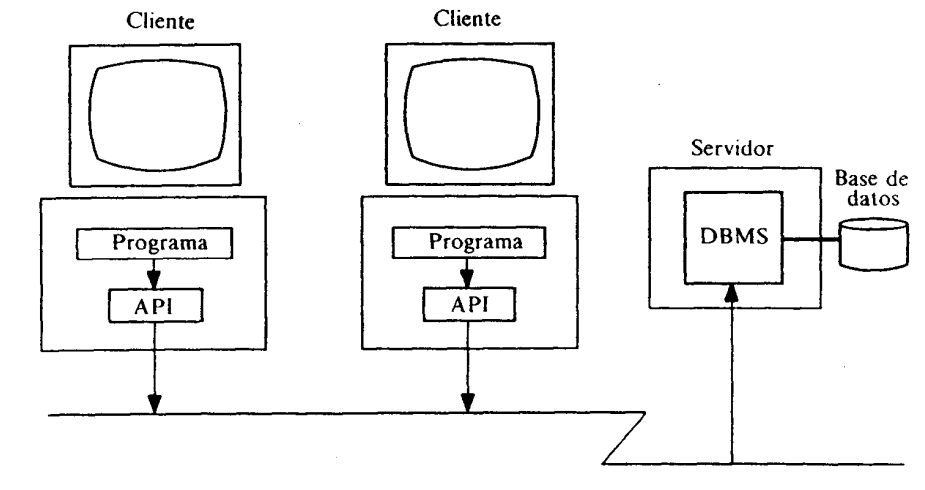 Cliente
Cliente
Servidor
Base de
datos
Programa
Programa
DBMS
API
API